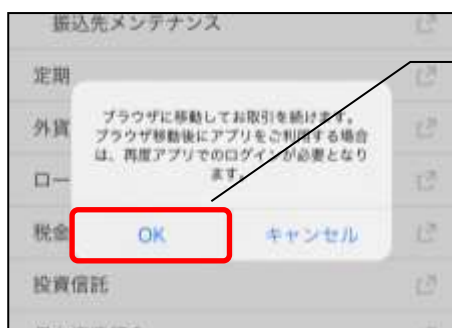 振込先メンテナンス
定期
外貨
ブラウザに移動してお取引を続けます。
ブラウザ移動後にアプリをご利用する場合
は、再度アプリでのログインが必要となり
ます。
ロー
税金
OK
キャンセル
投資信託